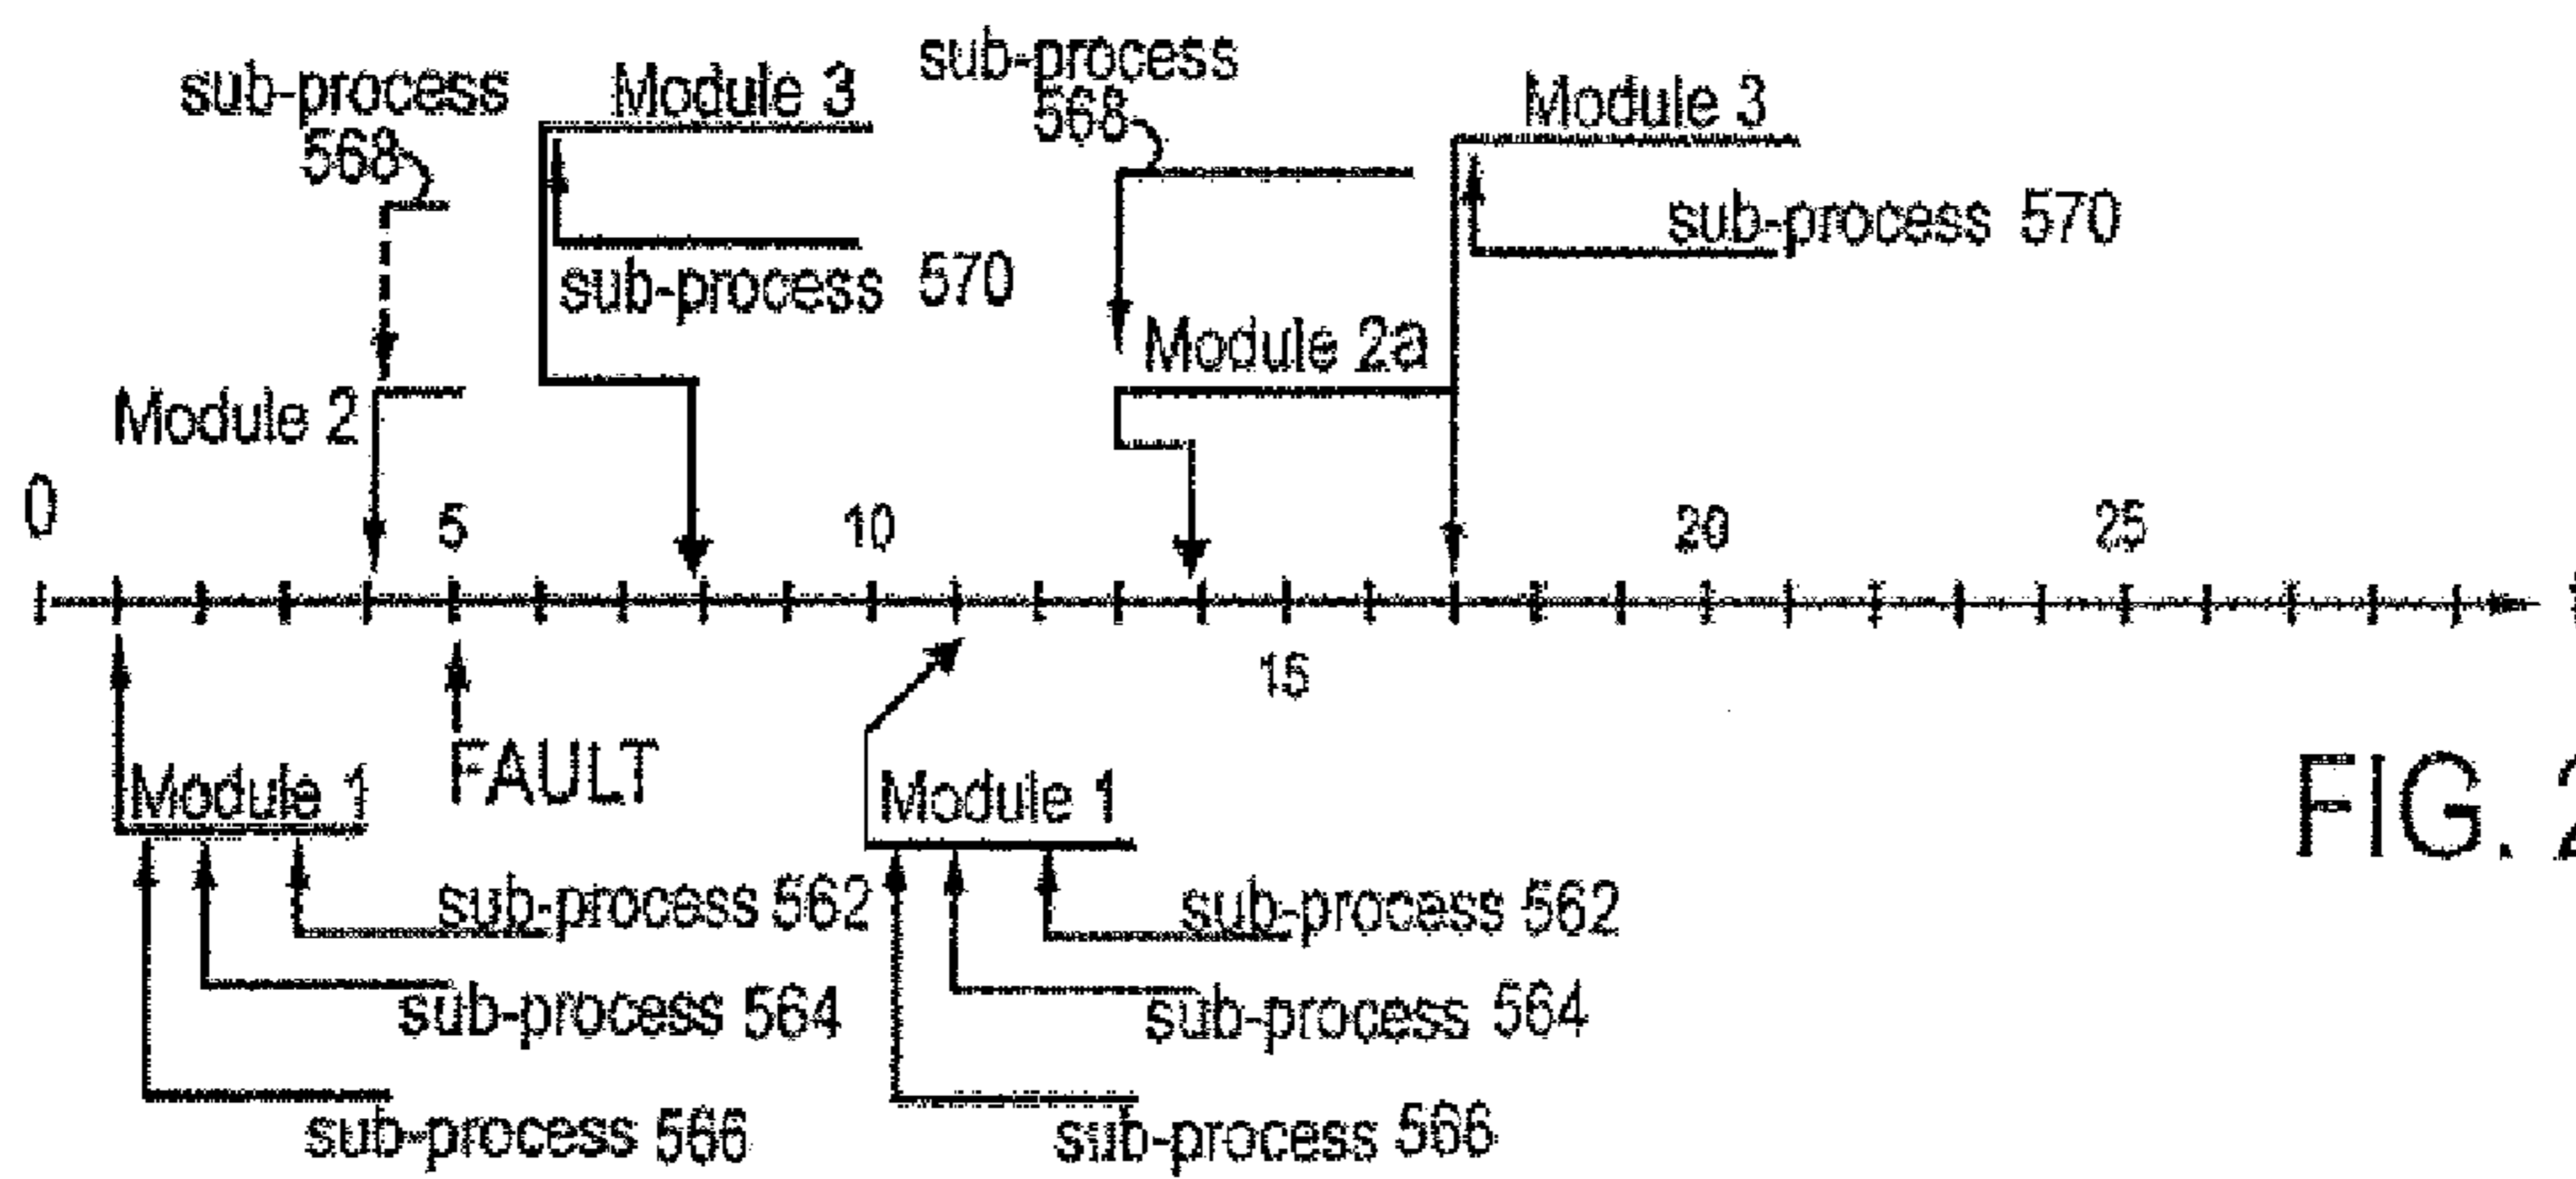 sub-process
568
Module 3
sub-process
568
Module 3
sub-process 570
sub-process 570
Module 2
Module 2a
0
5
10
20
25
15
Module 1
FAULT
Module 1
FIG. 2
sub-process 562
sub-process 562
sub-process 564
sub-process 564
sub-process 566
sub-process 566